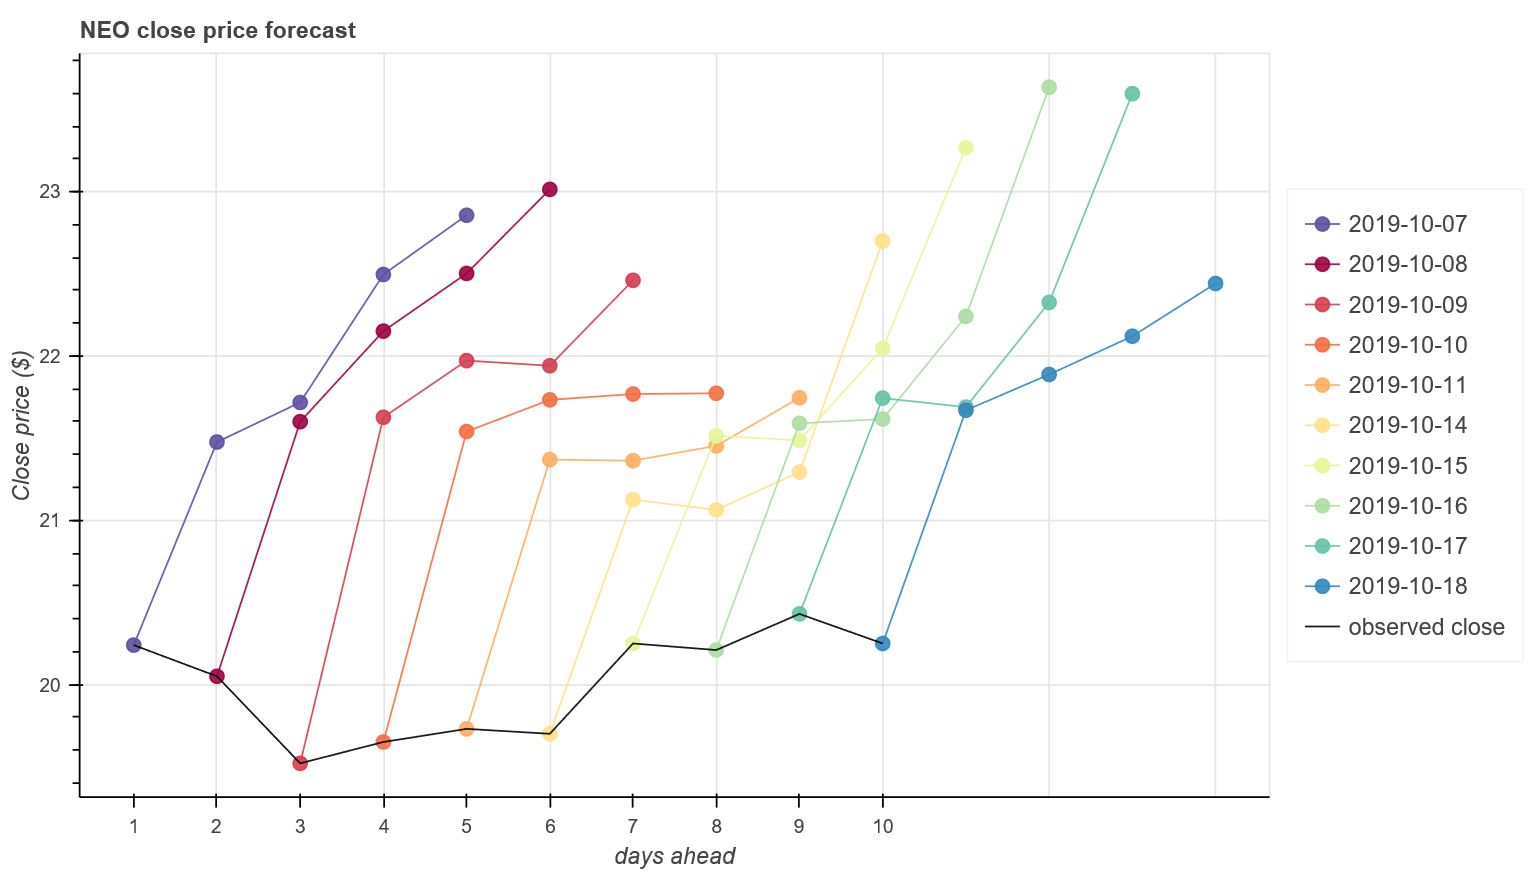 NEO close price forecast
Close price ($)
23
22
21
20
1 2 3 4 5 6 7 8 9 10
days ahead
2019-10-07
2019-10-08
2019-10-09
2019-10-10
2019-10-11
2019-10-14
2019-10-15
2019-10-16
2019-10-17
2019-10-18
observed close